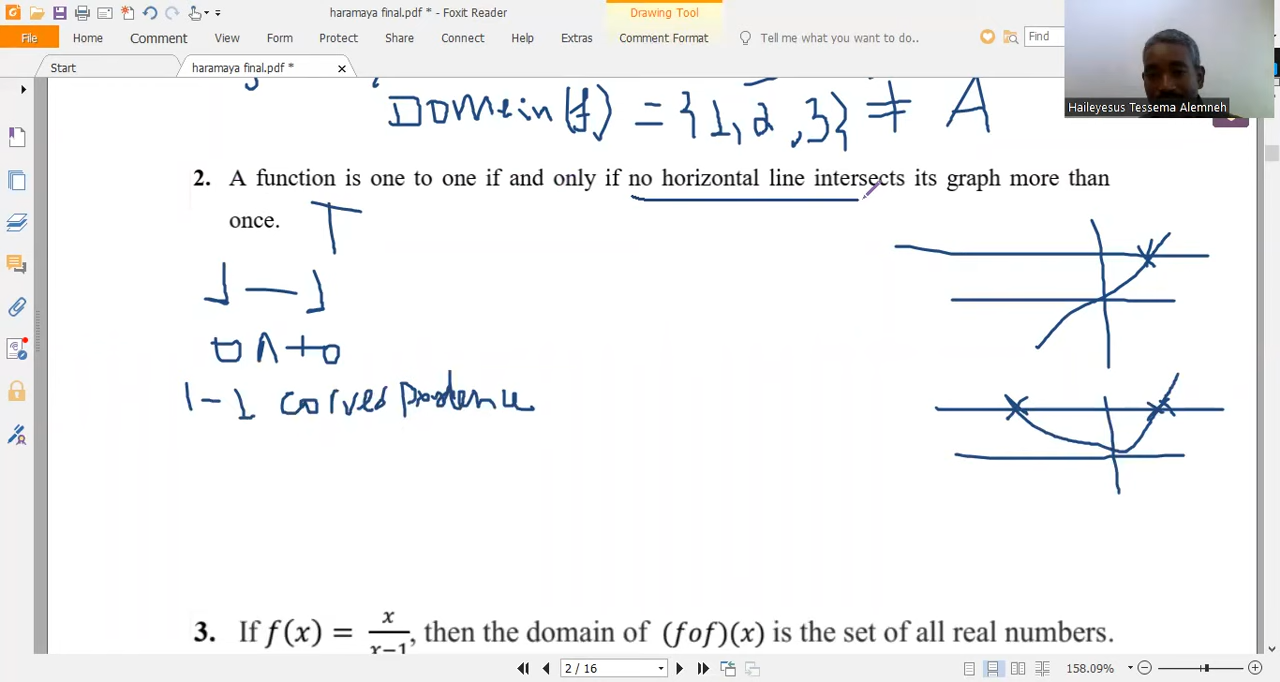 haramaya final.pdf * - Foxit Reader
Drawing Tool
File Home Comment View Form Protect Share Connect Help Extras Comment Format Tell me what you want to do.. Find
Start haramaya final.pdf *
Haileyesus Tessema Alemneh
Domein(f) = {1, 2, 3} ≠ A
2. A function is one to one if and only if no horizontal line intersects its graph more than
once. T
1 — 1
onto
1 - 1 correspondence
3. If f(x) = x/x−1, then the domain of (fof)(x) is the set of all real numbers.
2 / 16
158.09%